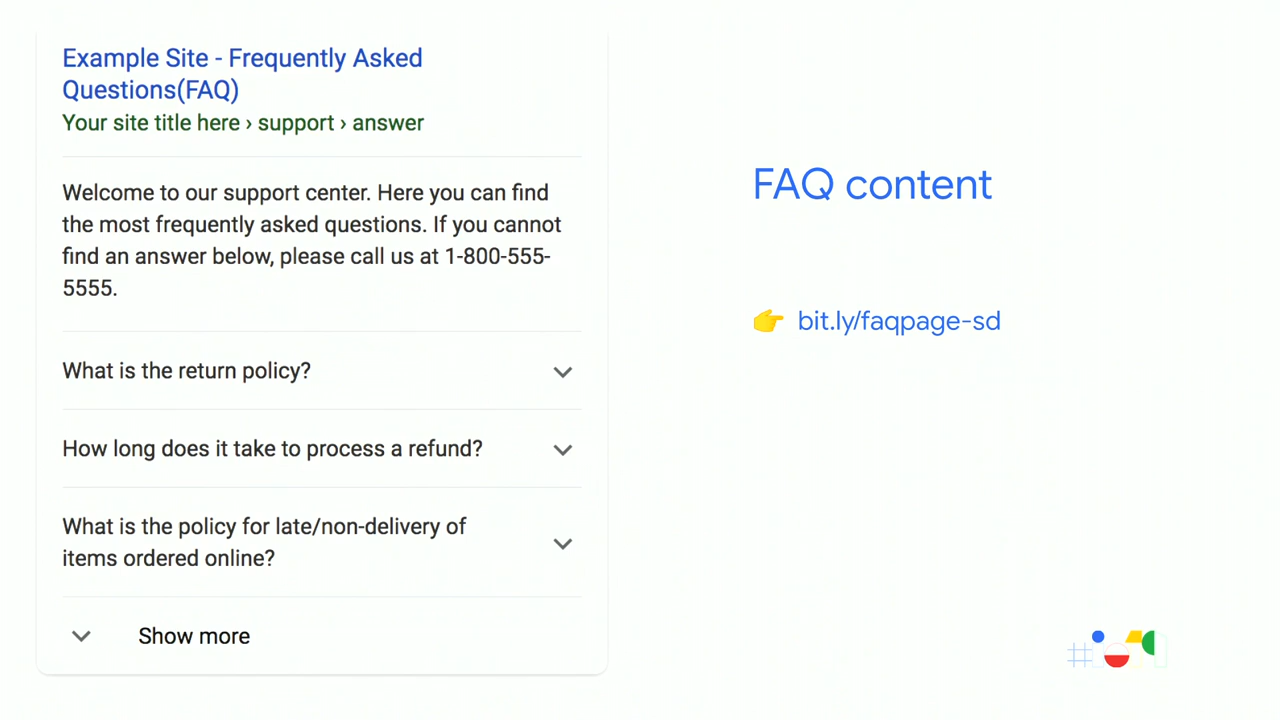 Example Site - Frequently Asked
Questions(FAQ)
Your site title here › support › answer
Welcome to our support center. Here you can find
the most frequently asked questions. If you cannot
find an answer below, please call us at 1-800-555-
5555.
What is the return policy?
How long does it take to process a refund?
What is the policy for late/non-delivery of
items ordered online?
Show more
FAQ content
👉 bit.ly/faqpage-sd